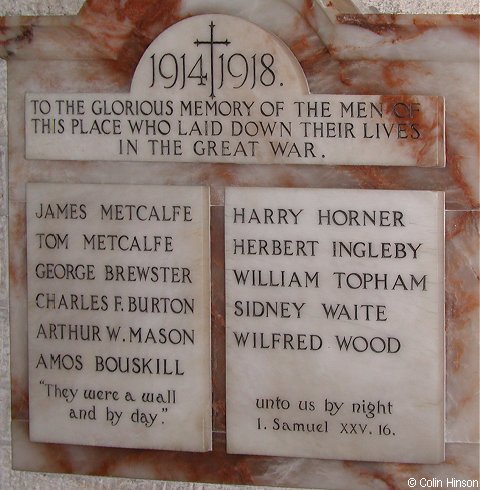 1914 1918.
TO THE GLORIOUS MEMORY OF THE MEN OF
THIS PLACE WHO LAID DOWN THEIR LIVES
IN THE GREAT WAR.
JAMES METCALFE
TOM METCALFE
GEORGE BREWSTER
CHARLES F. BURTON
ARTHUR W. MASON
AMOS BOUSKILL
"They were a wall
and by day".
HARRY HORNER
HERBERT INGLEBY
WILLIAM TOPHAM
SIDNEY WAITE
WILFRED WOOD
unto us by night
1. Samuel XXV. 16.
© Colin Hinson